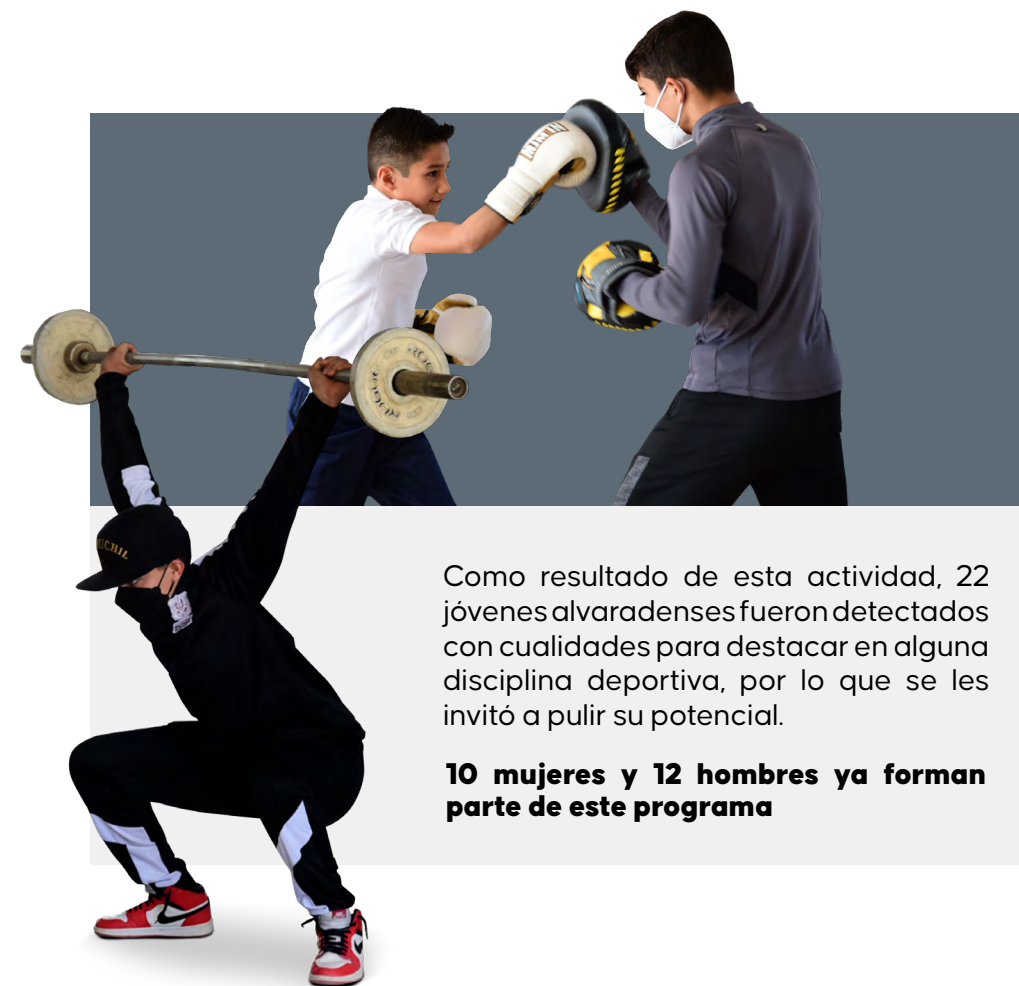 Como resultado de esta actividad, 22
jóvenes alvaradenses fueron detectados
con cualidades para destacar en alguna
disciplina deportiva, por lo que se les
invitó a pulir su potencial.
10 mujeres y 12 hombres ya forman
parte de este programa